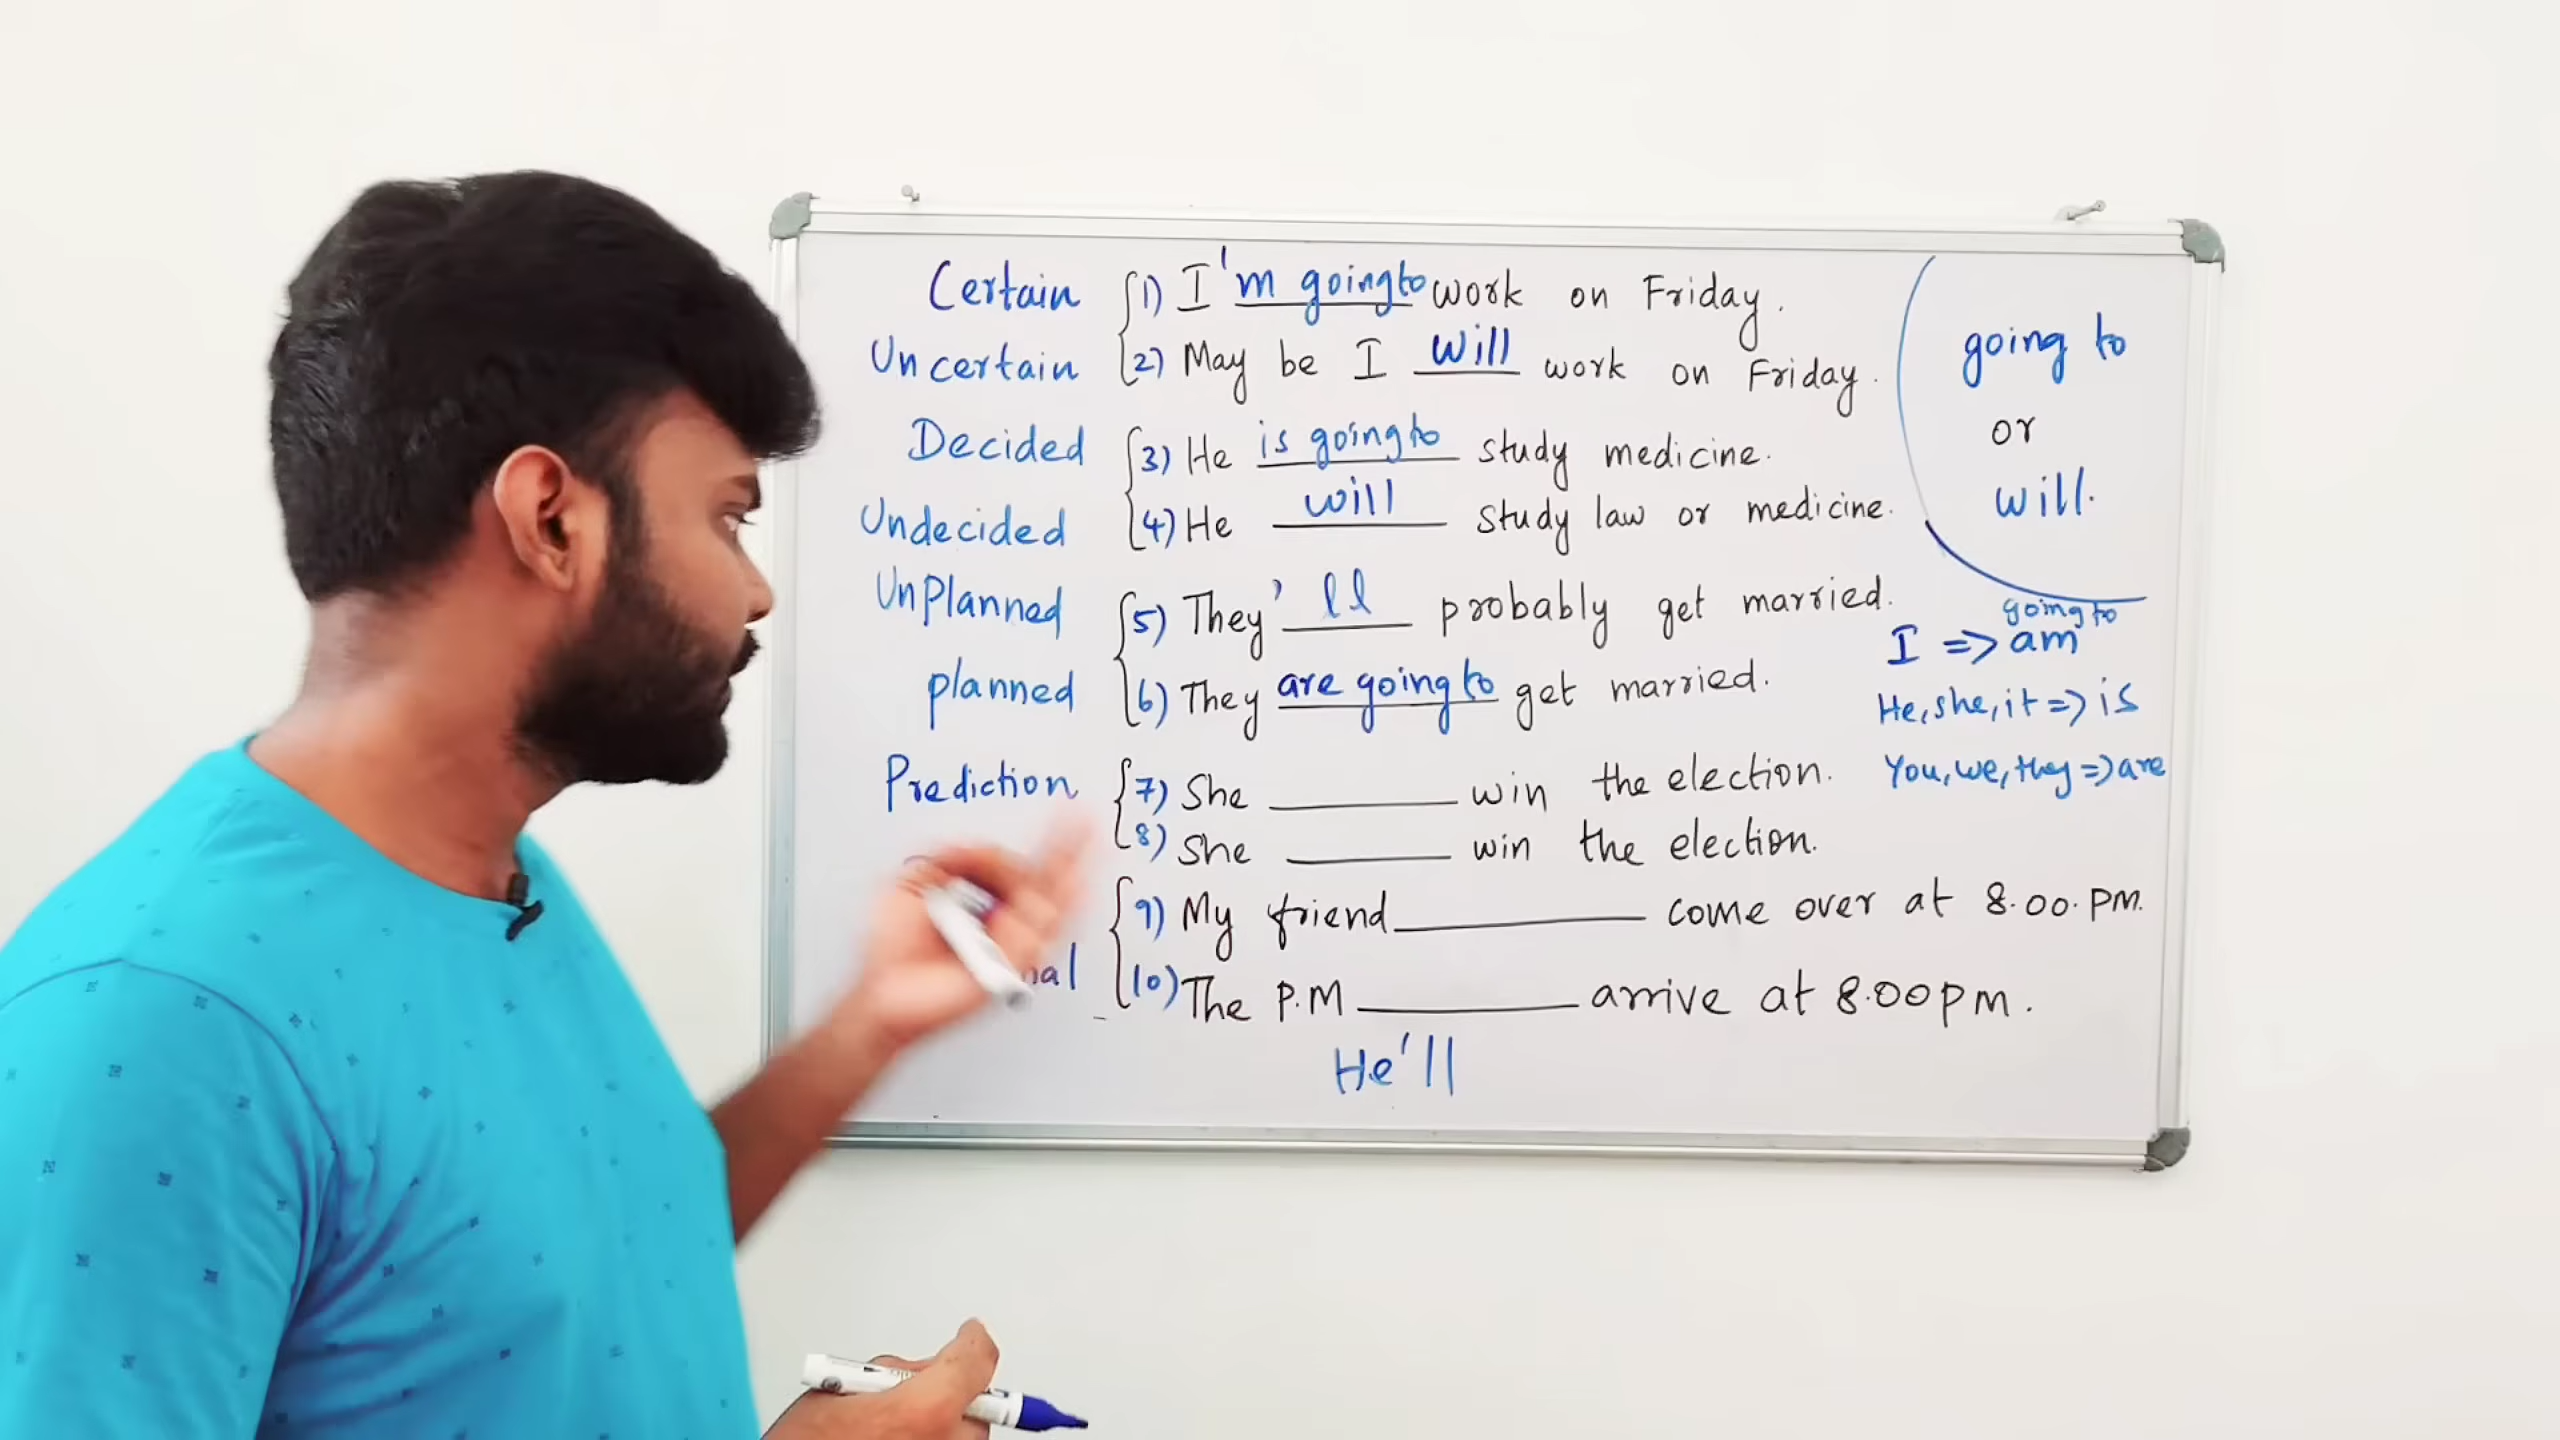 Certain 1) I'm going to work on Friday.
Uncertain 2) May be I will work on Friday.
Decided 3) He is going to study medicine.
Undecided 4) He will study law or medicine.
UnPlanned 5) They'll probably get married.
planned 6) They are going to get married.
Prediction 7) She ______ win the election.
8) She ______ win the election.
9) My friend ______ come over at 8.00.PM.
10) The P.M ______ arrive at 8.00pm.
He'll
going to
or
will.
going to
I => am
He, she, it => is
You, we, they => are